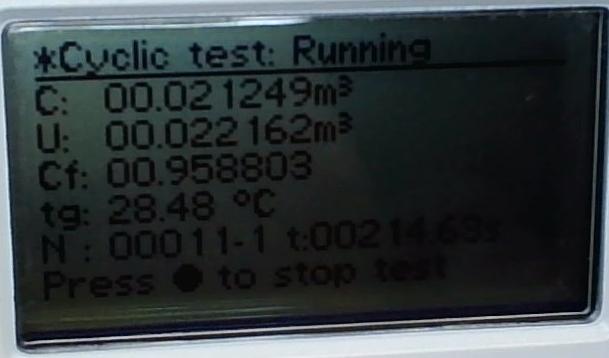 *Cyclic test: Running
C: 00.021249m³
U: 00.022162m³
Cf: 00.958803
tg: 28.48 °C
N : 00011-1 t:00214.63s
Press ● to stop test